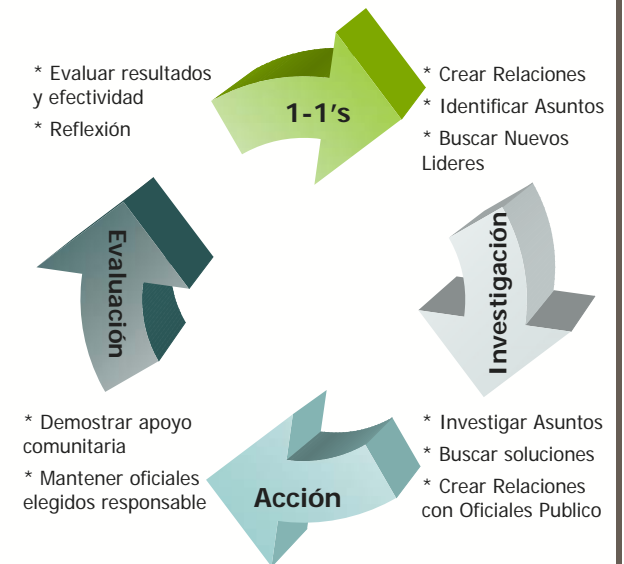 * Evaluar resultados
y efectividad
* Reflexión
1-1's
* Crear Relaciones
* Identificar Asuntos
* Buscar Nuevos
Lideres
Evaluación
Investigación
* Demostrar apoyo
comunitaria
* Mantener oficiales
elegidos responsable
Acción
* Investigar Asuntos
* Buscar soluciones
* Crear Relaciones
con Oficiales Publico